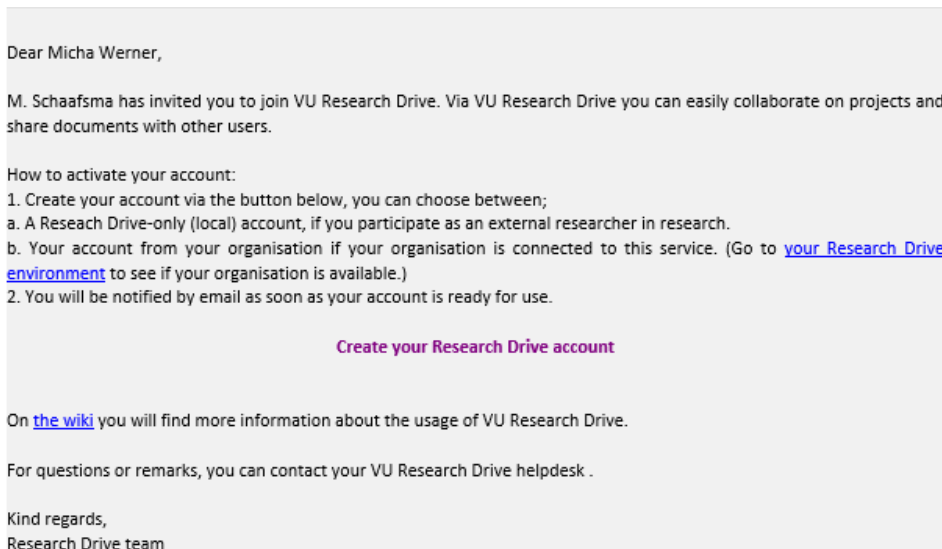 Dear Micha Werner,
M. Schaafsma has invited you to join VU Research Drive. Via VU Research Drive you can easily collaborate on projects and
share documents with other users.
How to activate your account:
1. Create your account via the button below, you can choose between;
a. A Reseach Drive-only (local) account, if you participate as an external researcher in research.
b. Your account from your organisation if your organisation is connected to this service. (Go to your Research Drive
environment to see if your organisation is available.)
2. You will be notified by email as soon as your account is ready for use.
Create your Research Drive account
On the wiki you will find more information about the usage of VU Research Drive.
For questions or remarks, you can contact your VU Research Drive helpdesk .
Kind regards,
Research Drive team